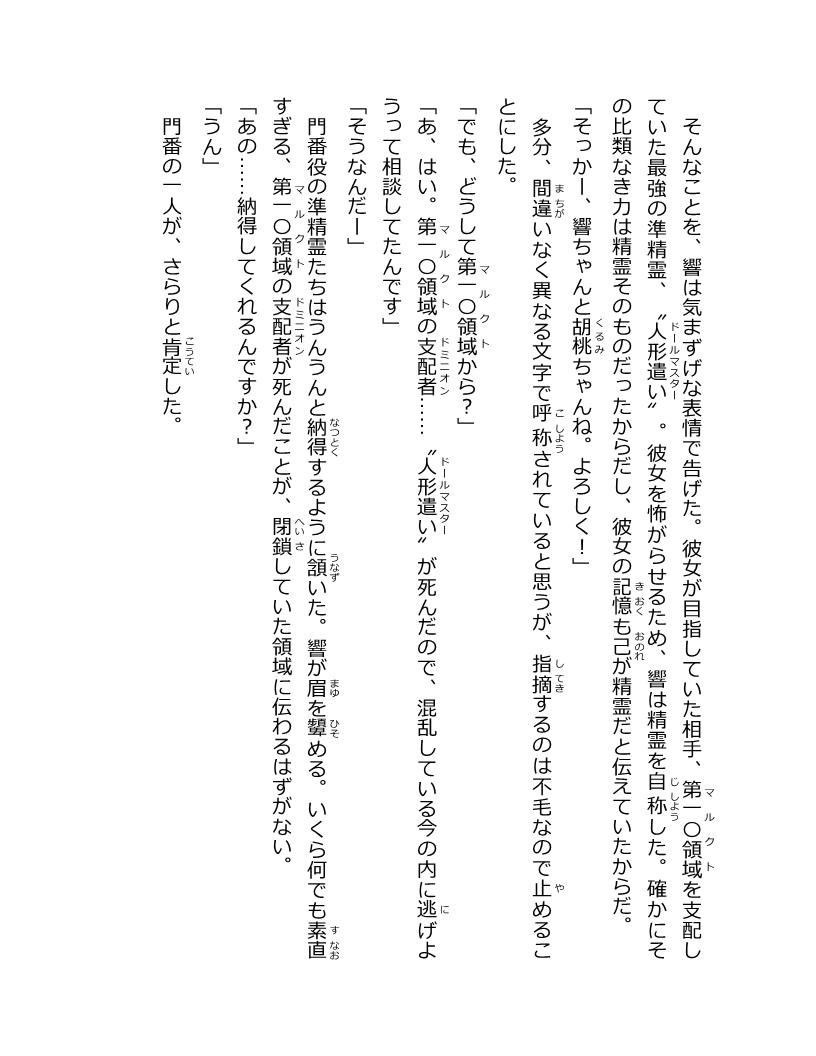 そんなことを、響は気まずげな表情で告げた。彼女が目指していた相手、第一〇領域を支配し
ていた最強の準精霊、〝人形遣い〟。彼女を怖がらせるため、響は精霊を自称した。確かにそ
の比類なき力は精霊そのものだったからだし、彼女の記憶も己が精霊だと伝えていたからだ。
「そっかー、響ちゃんと胡桃ちゃんね。よろしく！」
多分、間違いなく異なる文字で呼称されていると思うが、指摘するのは不毛なので止めるこ
とにした。
「でも、どうして第一〇領域から？」
「あ、はい。第一〇領域の支配者……〝人形遣い〟が死んだので、混乱している今の内に逃げよ
うって相談してたんです」
「そうなんだー」
門番役の準精霊たちはうんうんと納得するように頷いた。響が眉を顰める。いくら何でも素直
すぎる、第一〇領域の支配者が死んだことが、閉鎖していた領域に伝わるはずがない。
「あの……納得してくれるんですか？」
「うん」
門番の一人が、さらりと肯定した。